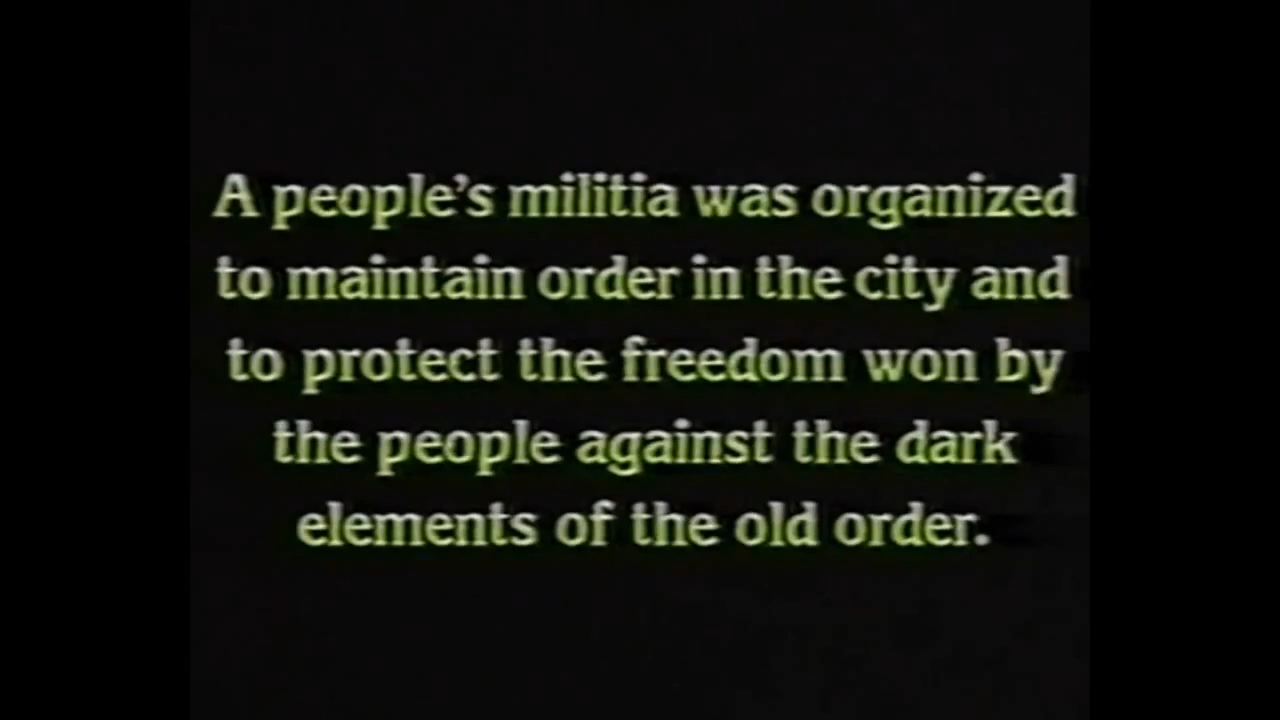 A people's militia was organized
to maintain order in the city and
to protect the freedom won by
the people against the dark
elements of the old order.